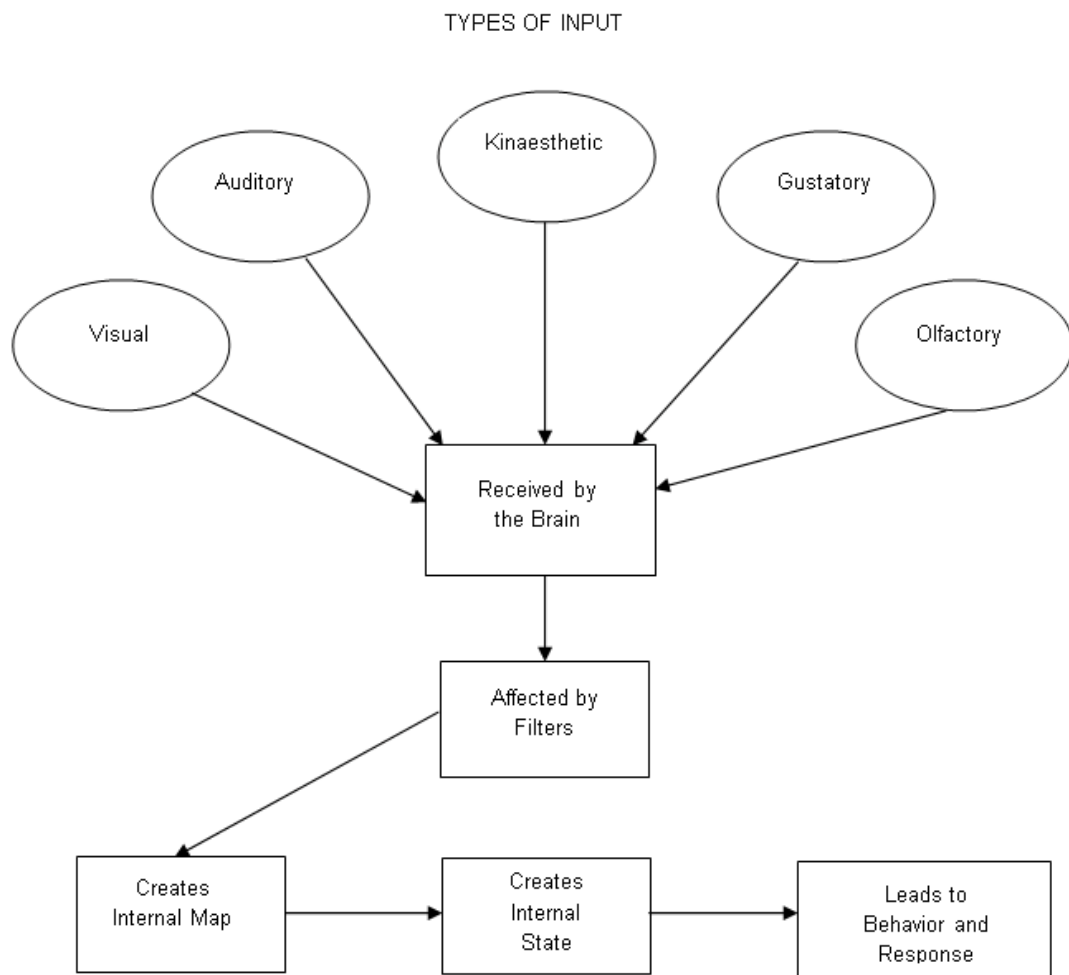 TYPES OF INPUT
Kinaesthetic
Auditory
Gustatory
Visual
Olfactory
Received by
the Brain
Affected by
Filters
Creates
Internal Map
Creates
Internal
State
Leads to
Behavior and
Response